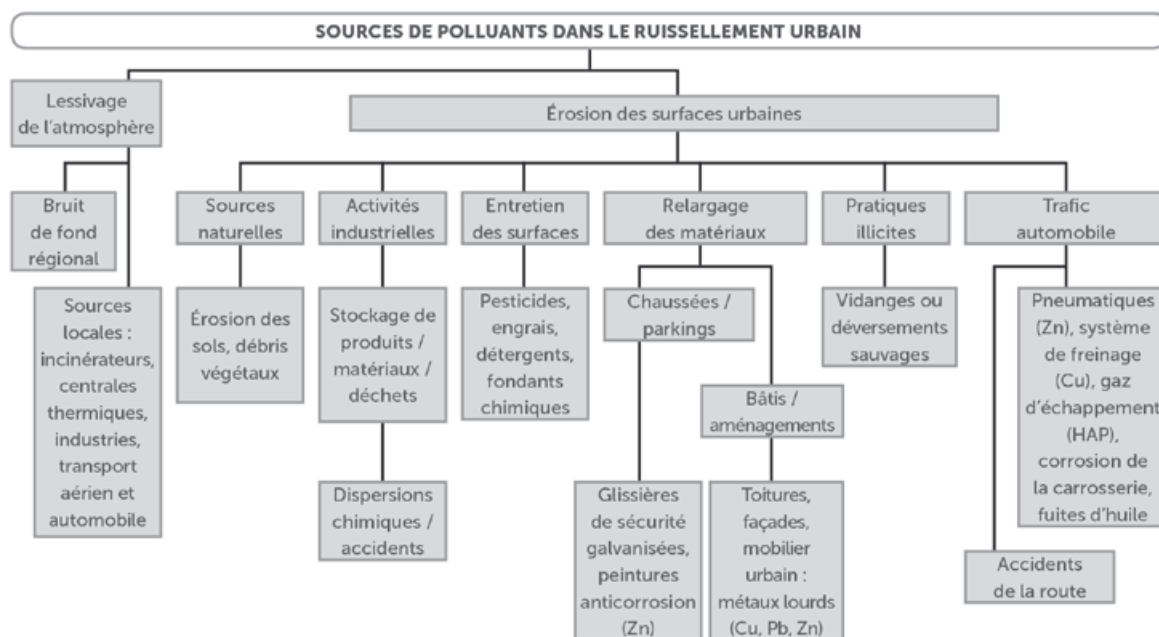 SOURCES DE POLLUANTS DANS LE RUISSELLEMENT URBAIN
Lessivage
de l'atmosphère
Érosion des surfaces urbaines
Bruit
de fond
régional
Sources
locales :
incinérateurs,
centrales
thermiques,
industries,
transport
aérien et
automobile
Sources
naturelles
Érosion des
sols, débris
végétaux
Activités
industrielles
Stockage de
produits /
matériaux /
déchets
Dispersions
chimiques /
accidents
Entretien
des surfaces
Pesticides,
engrais,
détergents,
fondants
chimiques
Relargage
des matériaux
Chaussées /
parkings
Glissières
de sécurité
galvanisées,
peintures
anticorrosion
(Zn)
Bâtis /
aménagements
Toitures,
façades,
mobilier
urbain :
métaux lourds
(Cu, Pb, Zn)
Pratiques
illicites
Vidanges ou
déversements
sauvages
Trafic
automobile
Pneumatiques
(Zn), système
de freinage
(Cu), gaz
d'échappement
(HAP),
corrosion de
la carrosserie,
fuites d'huile
Accidents
de la route